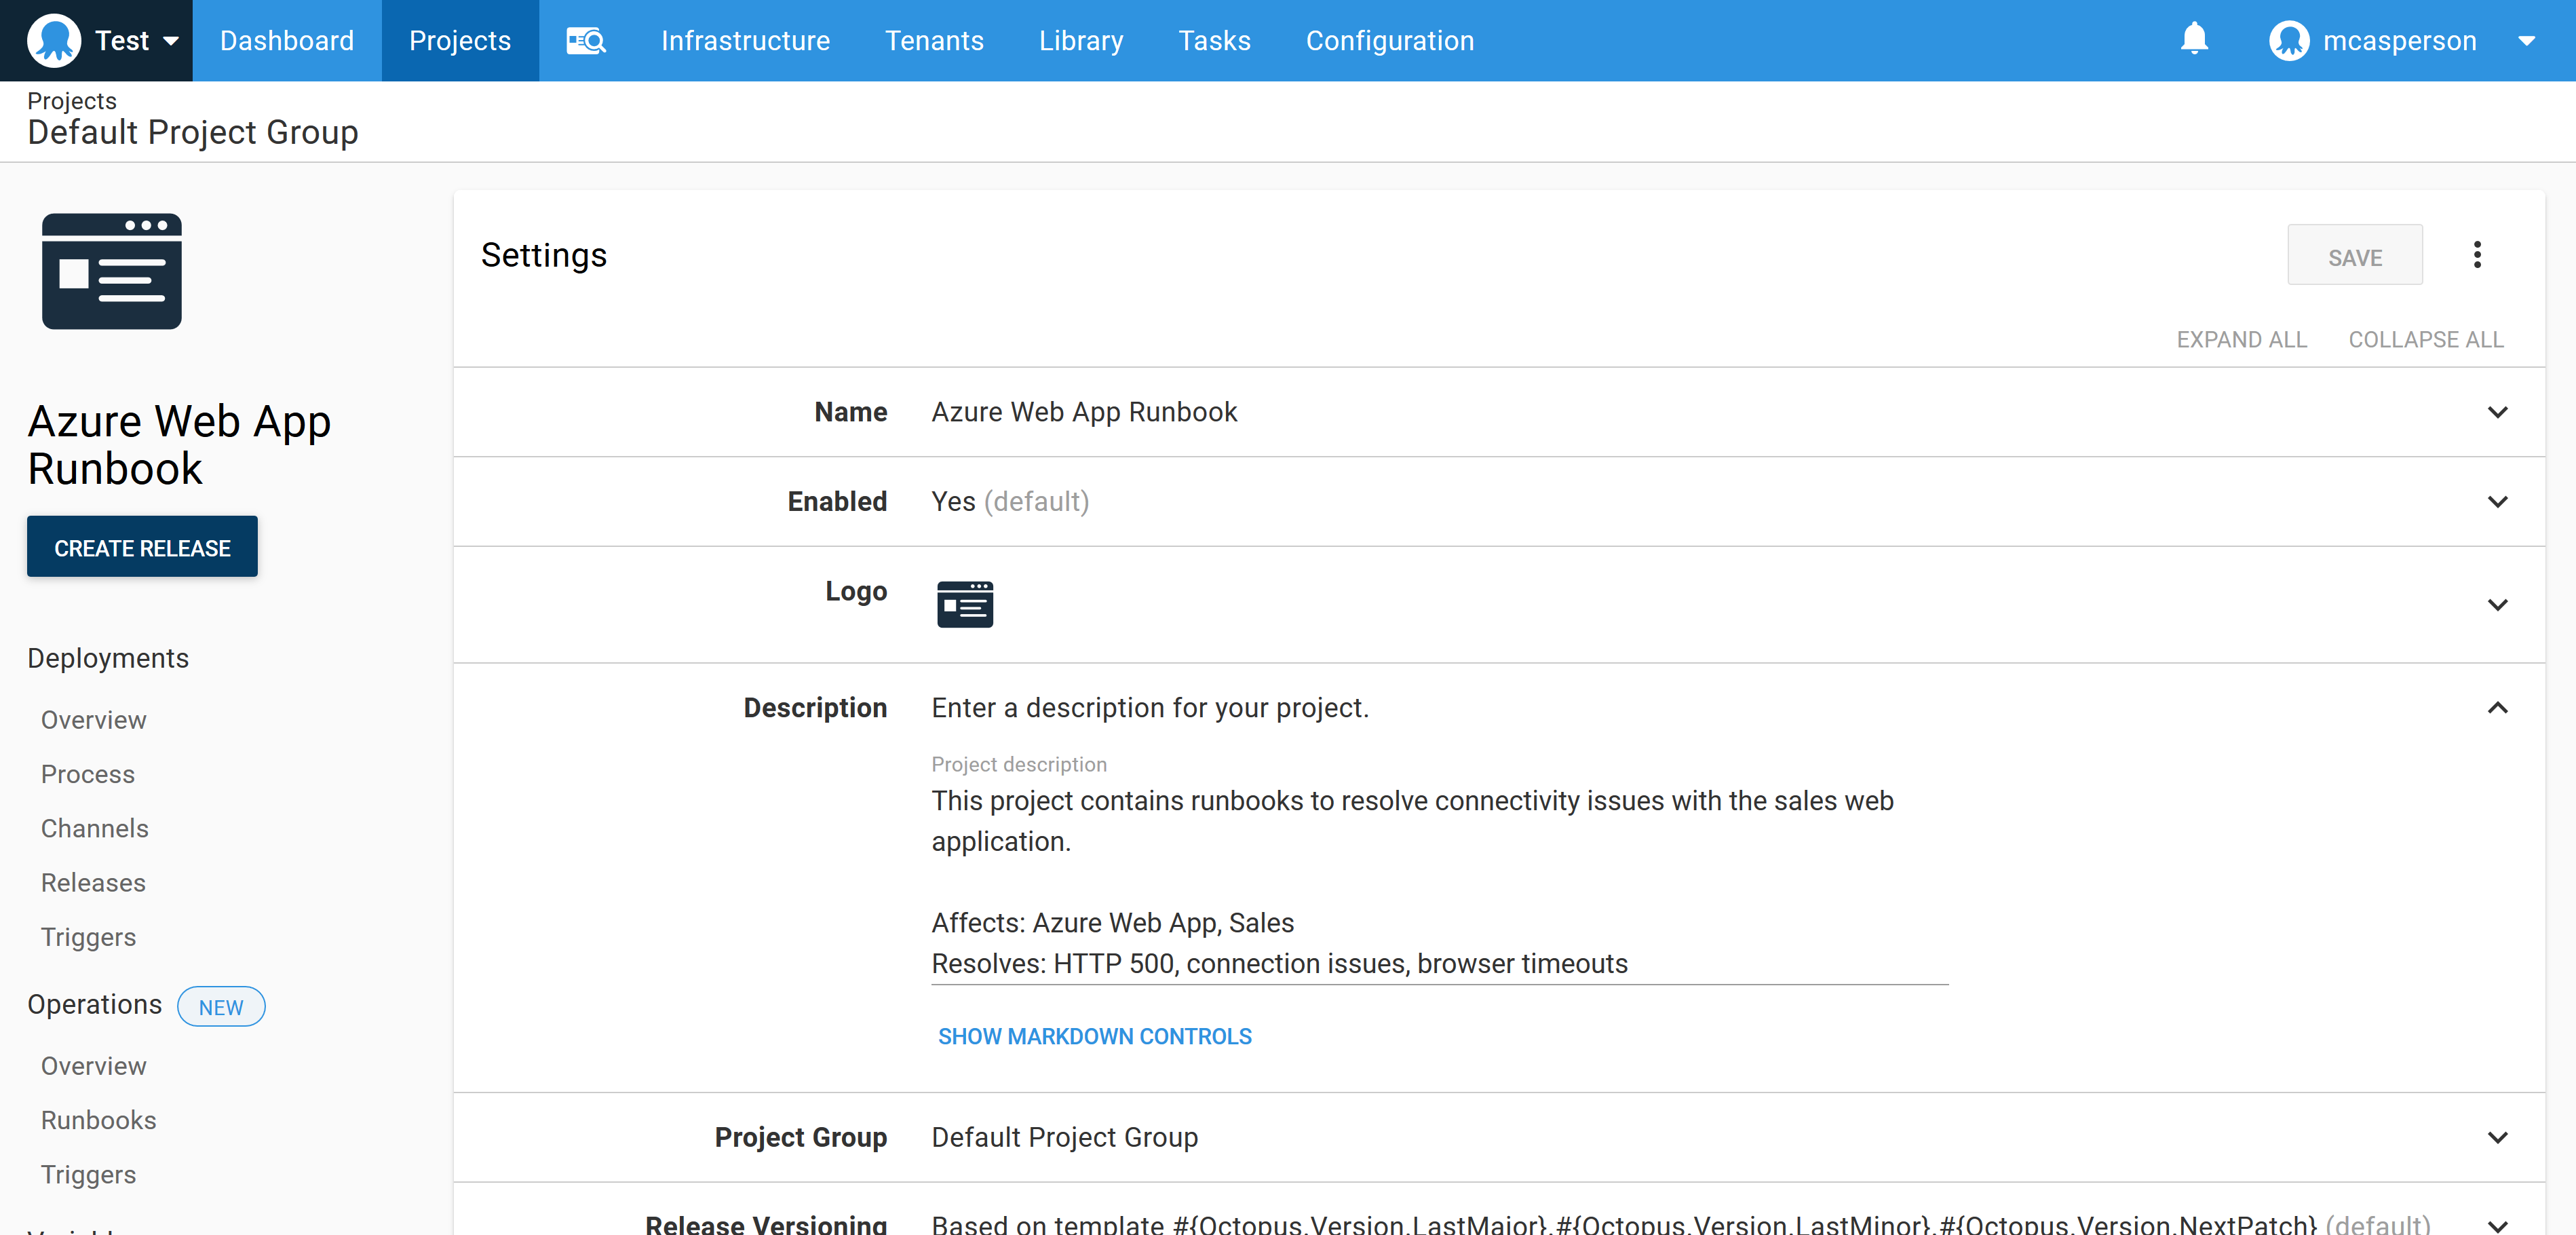 Test
Dashboard
Projects
Infrastructure
Tenants
Library
Tasks
Configuration
mcasperson
Projects
Default Project Group
Azure Web App
Runbook
CREATE RELEASE
Deployments
Overview
Process
Channels
Releases
Triggers
Operations NEW
Overview
Runbooks
Triggers
Settings
SAVE
EXPAND ALL
COLLAPSE ALL
Name Azure Web App Runbook
Enabled Yes (default)
Logo
Description Enter a description for your project.
Project description
This project contains runbooks to resolve connectivity issues with the sales web
application.
Affects: Azure Web App, Sales
Resolves: HTTP 500, connection issues, browser timeouts
SHOW MARKDOWN CONTROLS
Project Group Default Project Group
Release Versioning Based on template #{Octopus.Version.LastMajor}.#{Octopus.Version.LastMinor}.#{Octopus.Version.NextPatch} (default)